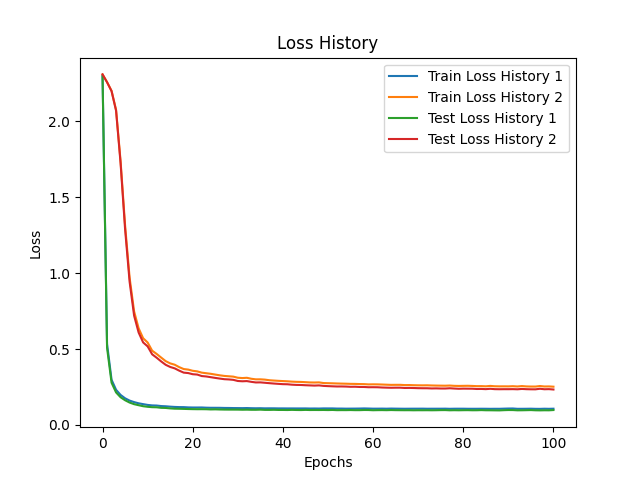 Loss History
Train Loss History 1
Train Loss History 2
Test Loss History 1
Test Loss History 2
2.0
1.5
1.0
0.5
0.0
Loss
0
20
40
60
80
100
Epochs